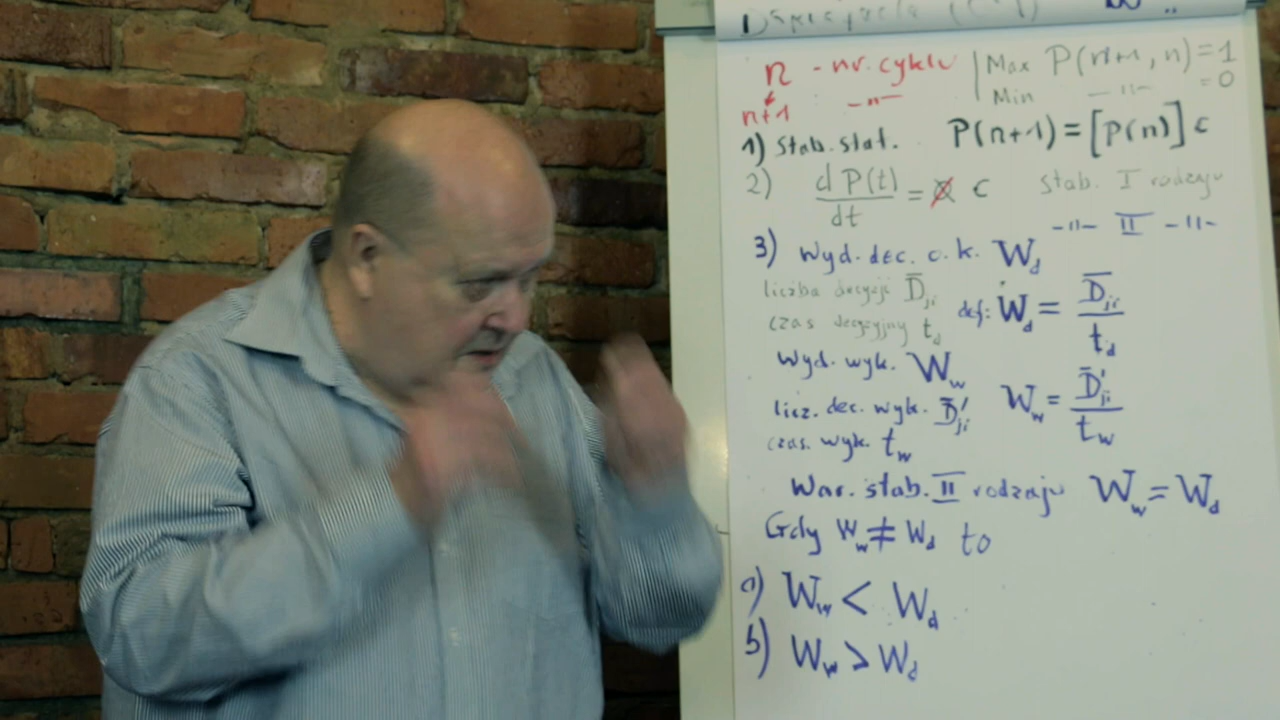 n - nr. cyklu | Max P(n+1, n) = 1
n+1 -"- Min -"- = 0
1) Stab. stat. P(n+1) = [P(n)] c
2) dP(t)/dt = c stab. I rodzaju
-"- II -"-
3) Wyd. dec. o. k. W_d
liczba decyzji D̅_ji
def: W_d = D̅_ji / t_d
czas decyzyjny t_d
Wyd. wyk. W_w
licz. dec. wyk. D̅'_ji W_w = D̅'_ji / t_w
czas. wyk. t_w
War. stab. II rodzaju W_w = W_d
Gdy W_w ≠ W_d to
a) W_w < W_d
b) W_w > W_d